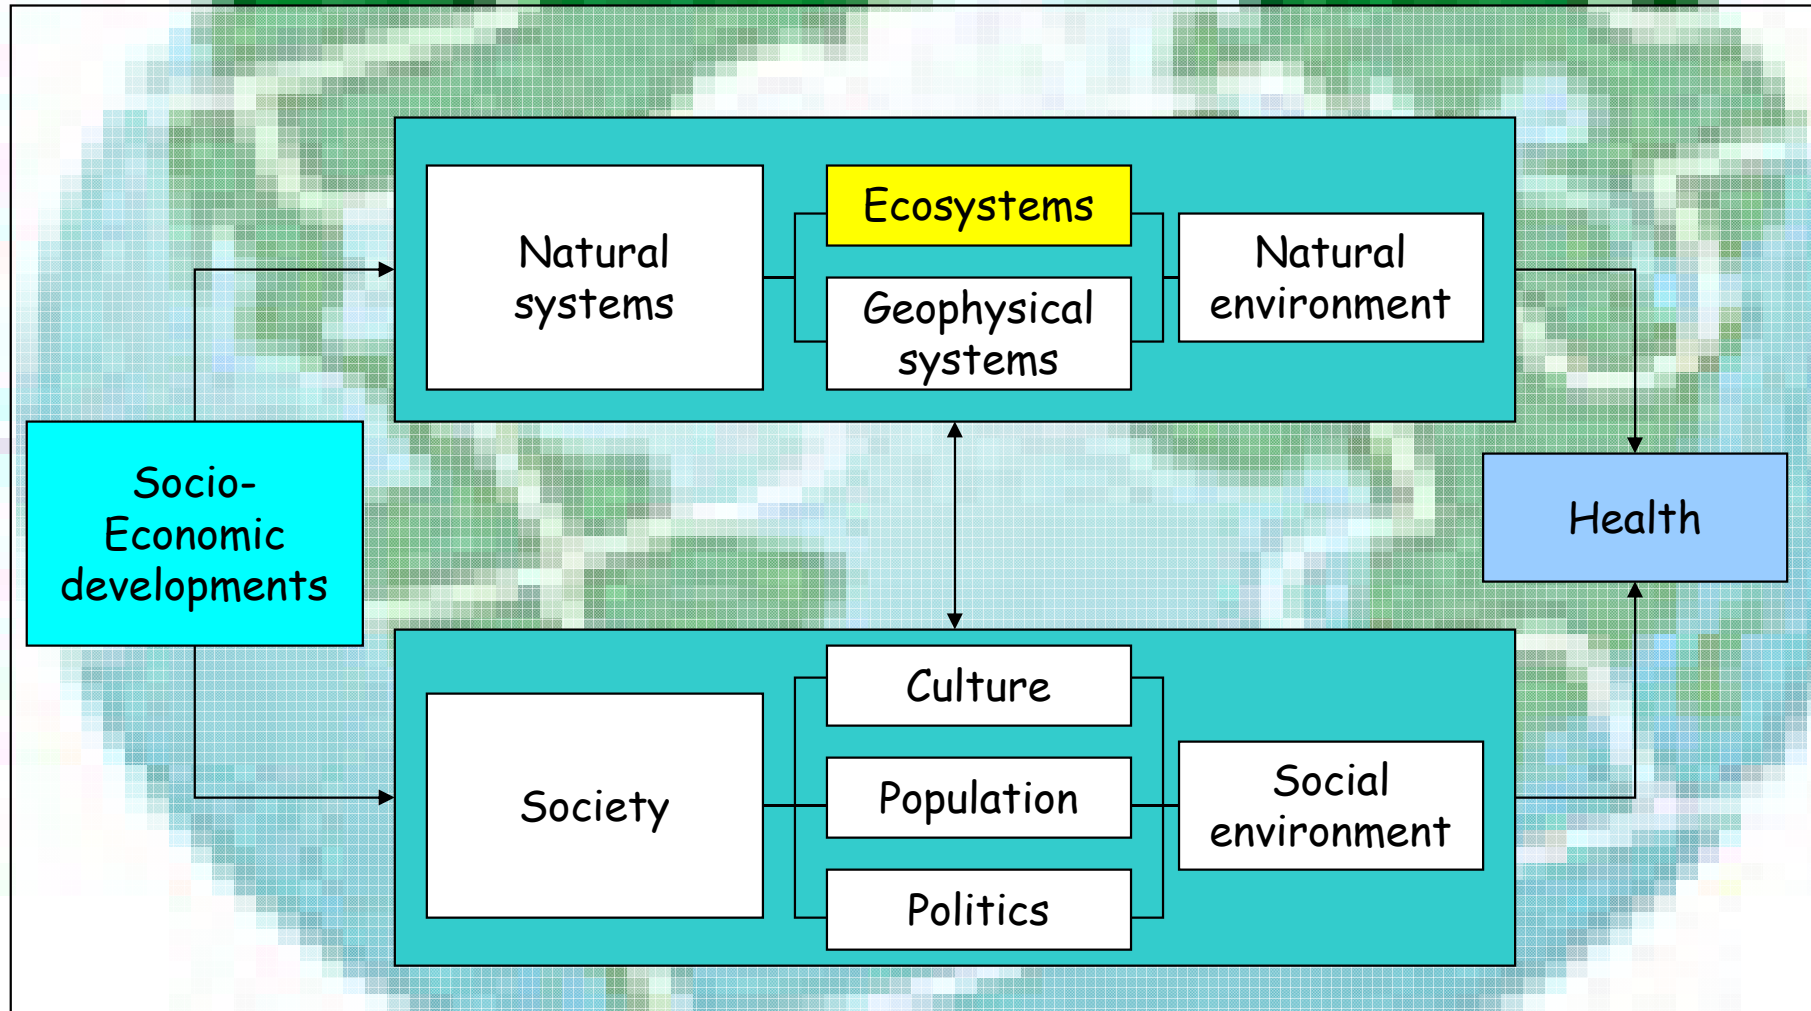 Natural
systems
Ecosystems
Geophysical
systems
Natural
environment
Socio-
Economic
developments
Health
Society
Culture
Population
Politics
Social
environment